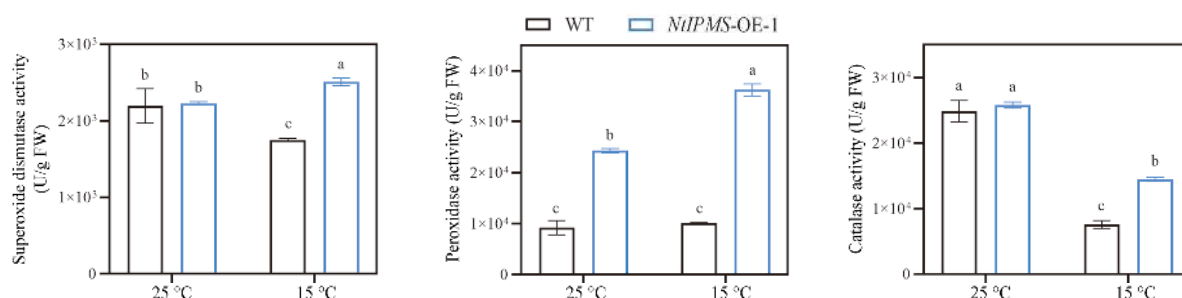 WT NtIPMS-OE-1
Superoxide dismutase activity
(U/g FW)
3×10³
2×10³
1×10³
0
b b c a
25 °C 15 °C
Peroxidase activity (U/g FW)
4×10⁴
3×10⁴
2×10⁴
1×10⁴
0
c b c a
25 °C 15 °C
Catalase activity (U/g FW)
3×10⁴
2×10⁴
1×10⁴
0
a a c b
25 °C 15 °C